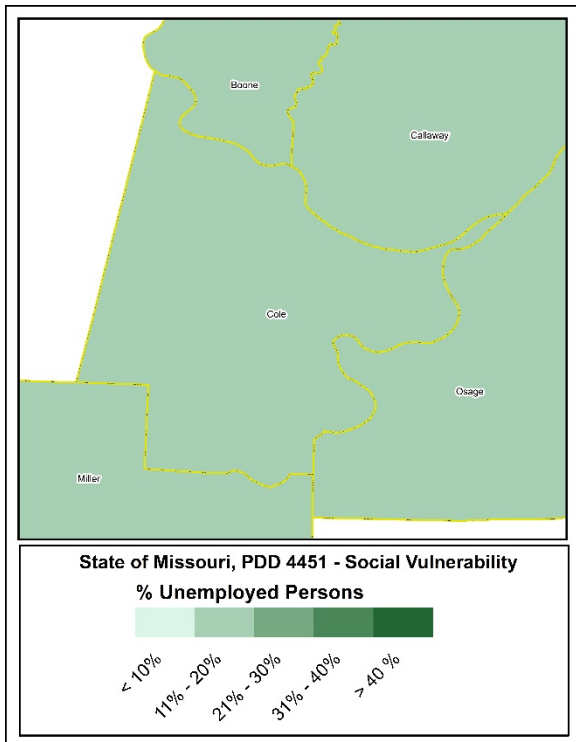 Boone
Callaway
Cole
Osage
Miller
State of Missouri, PDD 4451 - Social Vulnerability
% Unemployed Persons
< 10%
11% - 20%
21% - 30%
31% - 40%
> 40 %